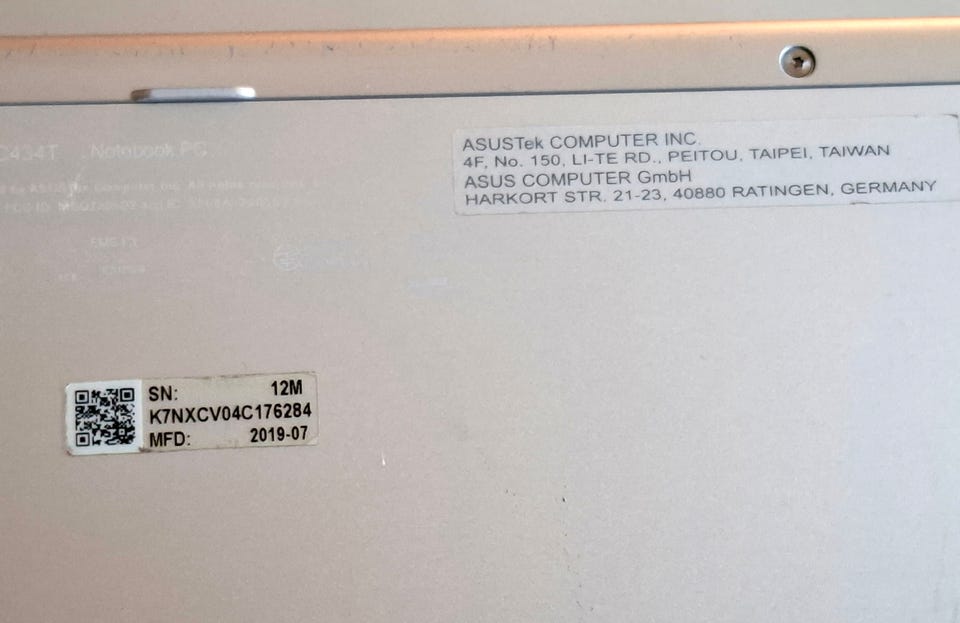 C434T Notebook PC
ASUSTek COMPUTER INC.
4F, No. 150, LI-TE RD., PEITOU, TAIPEI, TAIWAN
ASUS COMPUTER GmbH
HARKORT STR. 21-23, 40880 RATINGEN, GERMANY
SN: 12M
K7NXCV04C176284
MFD: 2019-07